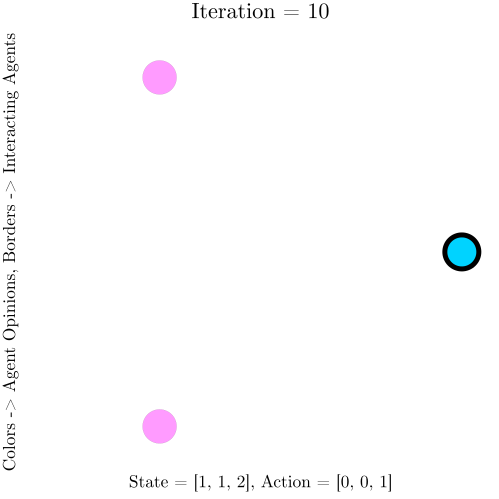 Iteration = 10
Colors -> Agent Opinions, Borders -> Interacting Agents
State = [1, 1, 2], Action = [0, 0, 1]